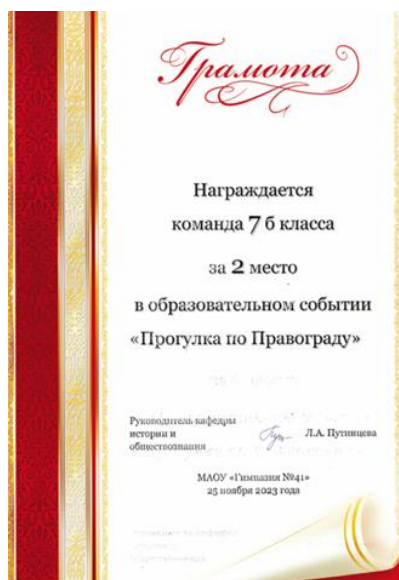 Грамота
Награждается
команда 7 б класса
за 2 место
в образовательном событии
«Прогулка по Правограду»
Руководитель кафедры
истории и
обществознания
Л.А. Путинцева
МАОУ «Гимназия №41»
25 ноября 2023 года